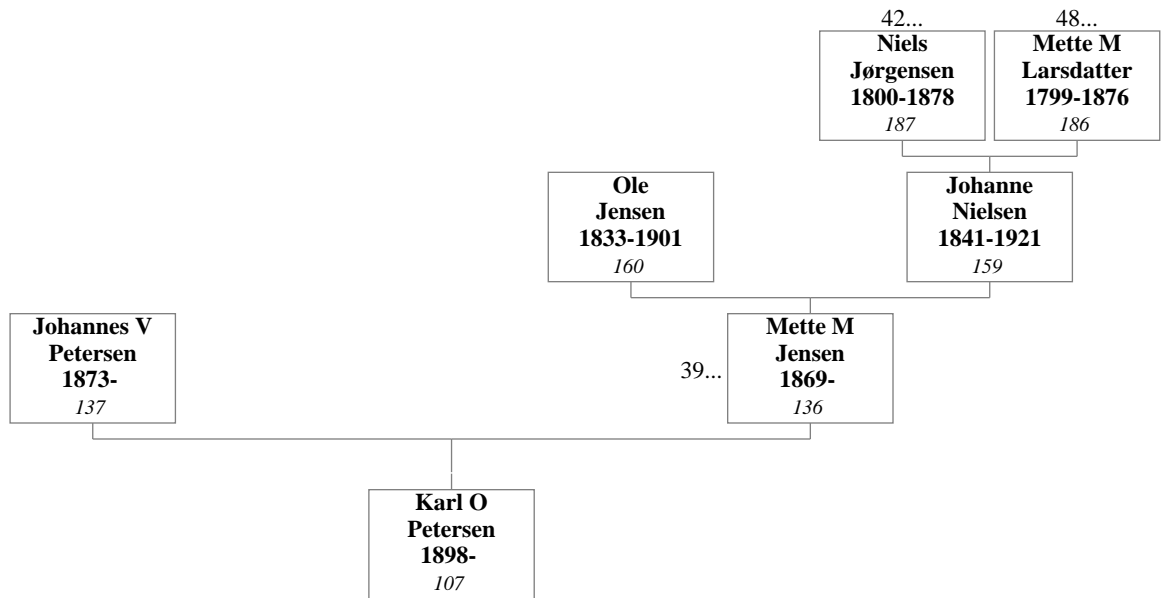 42...
48...
Niels
Jørgensen
1800-1878
187
Mette M
Larsdatter
1799-1876
186
Ole
Jensen
1833-1901
160
Johanne
Nielsen
1841-1921
159
Johannes V
Petersen
1873-
137
39...
Mette M
Jensen
1869-
136
Karl O
Petersen
1898-
107